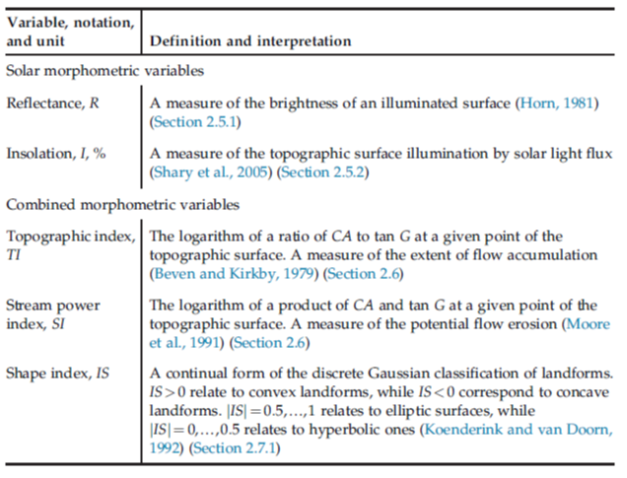 Variable, notation,
and unit
Definition and interpretation
Solar morphometric variables
Reflectance, R
A measure of the brightness of an illuminated surface (Horn, 1981)
(Section 2.5.1)
Insolation, I, %
A measure of the topographic surface illumination by solar light flux
(Shary et al., 2005) (Section 2.5.2)
Combined morphometric variables
Topographic index,
TI
The logarithm of a ratio of CA to tan G at a given point of the
topographic surface. A measure of the extent of flow accumulation
(Beven and Kirkby, 1979) (Section 2.6)
Stream power
index, SI
The logarithm of a product of CA and tan G at a given point of the
topographic surface. A measure of the potential flow erosion (Moore
et al., 1991) (Section 2.6)
Shape index, IS
A continual form of the discrete Gaussian classification of landforms.
IS>0 relate to convex landforms, while IS<0 correspond to concave
landforms. |IS|=0.5,...,1 relates to elliptic surfaces, while
|IS|=0,...,0.5 relates to hyperbolic ones (Koenderink and van Doorn,
1992) (Section 2.7.1)